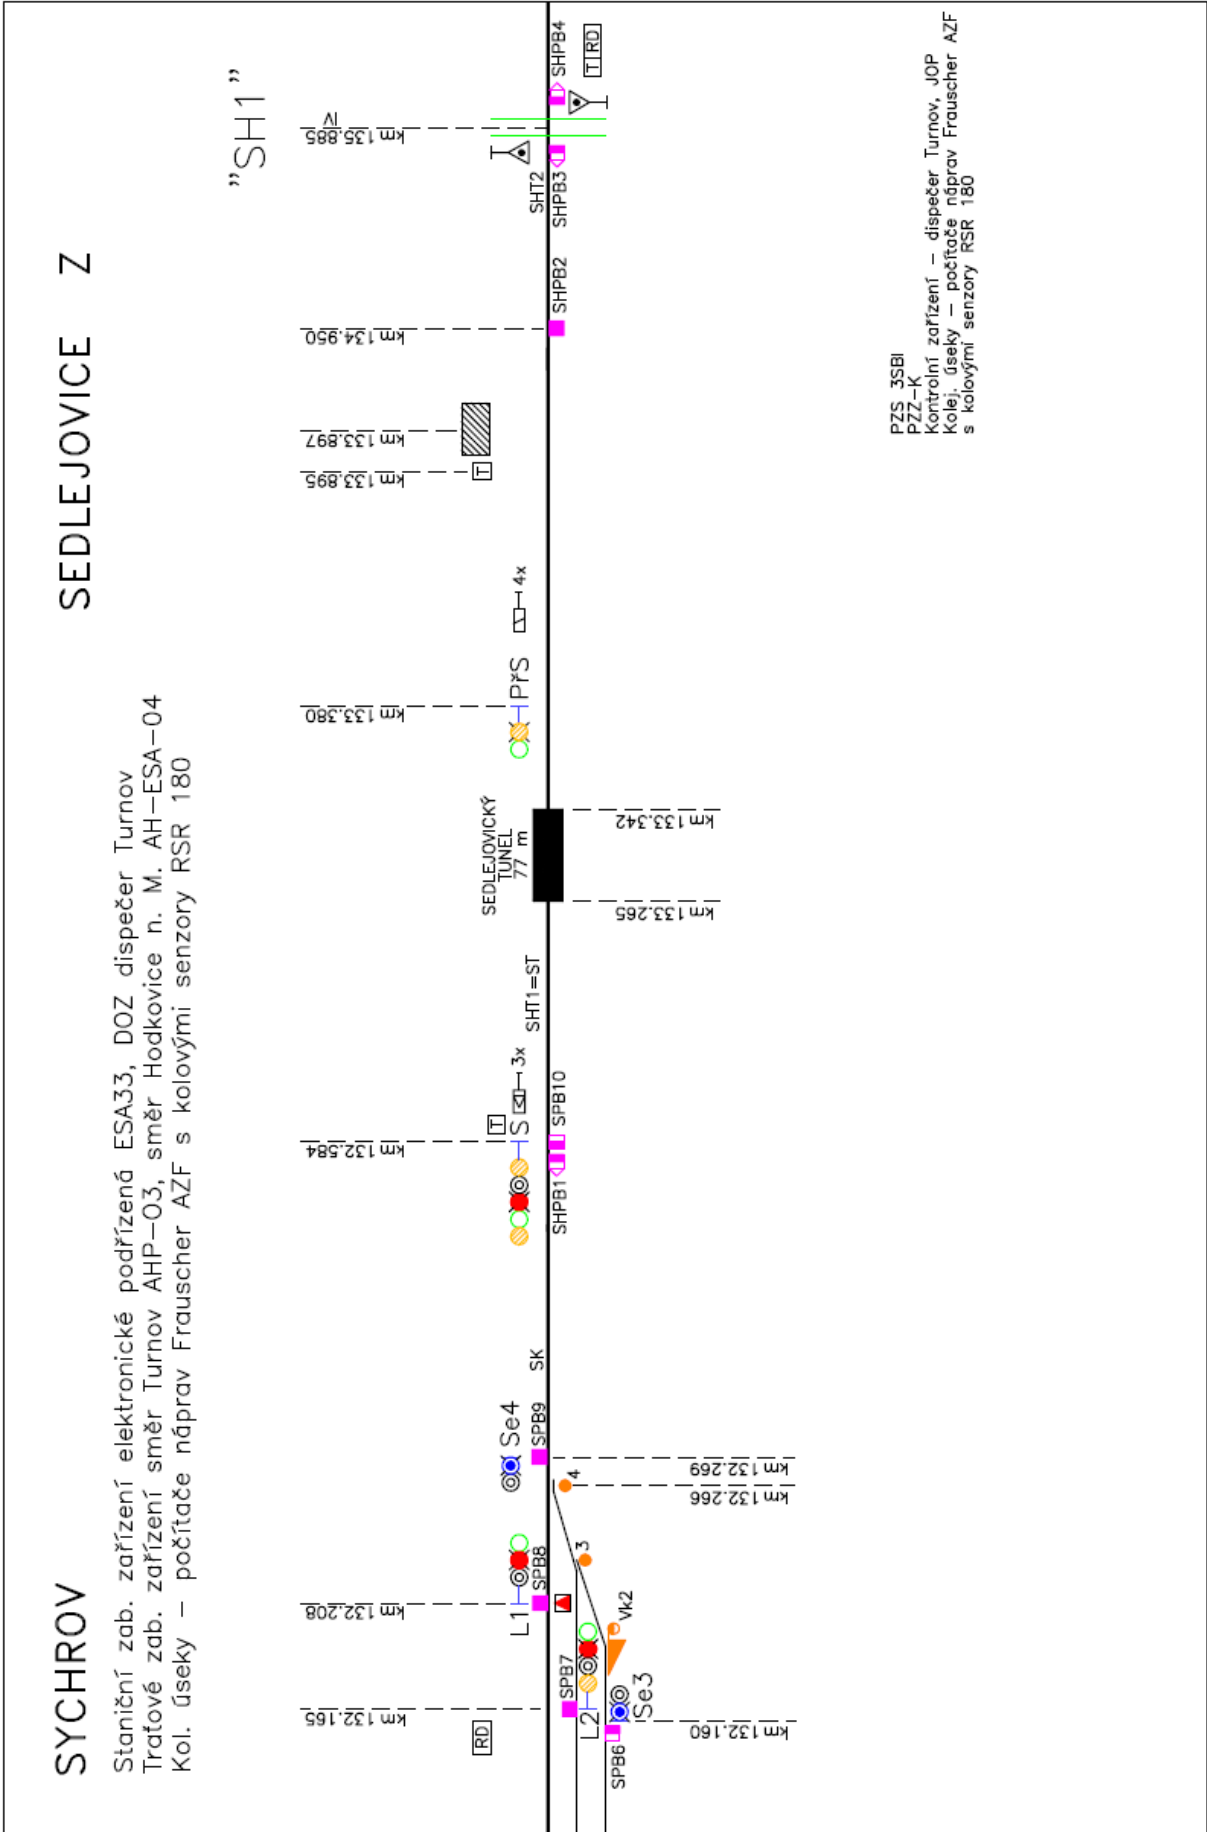 SYCHROV
SEDLEJOVICE Z
Staniční zab. zařízení elektronické podřízená ESA33, DOZ dispečer Turnov
Traťové zab. zařízení směr Turnov AHP-03, směr Hodkovice n. M. AH-ESA-04
Kol. úseky - počítače náprav Frauscher AZF s kolovými senzory RSR 180
"SH1"
km 132.165
km 132.208
km 132.584
km 133.380
km 133.895
km 133.897
km 134.950
km 135.885
IV
RD
L1
SPB8
Se4
SPB9
SK
T
S
3x
SHPB1
SPB10
SHT1=ST
SEDLEJOVICKÝ
TUNEL
77 m
PřS
4x
T
SHPB2
SHT2
SHPB3
SHPB4
T RD
SPB7
L2
SPB6
Se3
Vk2
3
4
km 132.160
km 132.266
km 132.269
km 133.265
km 133.342
PZS 3SBI
PZZ-K
Kontrolní zařízení - dispečer Turnov, JOP
Kolej. úseky - počítače náprav Frauscher AZF
s kolovými senzory RSR 180